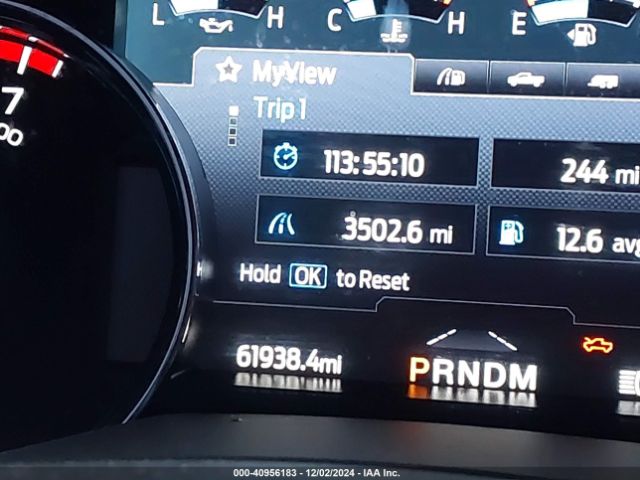 L H C H E
MyView
Trip 1
7
113:55:10
244 mi
3502.6 mi
12.6 avg
Hold OK to Reset
61938.4mi
PRNDM
000-40956183 - 12/02/2024 - IAA Inc.